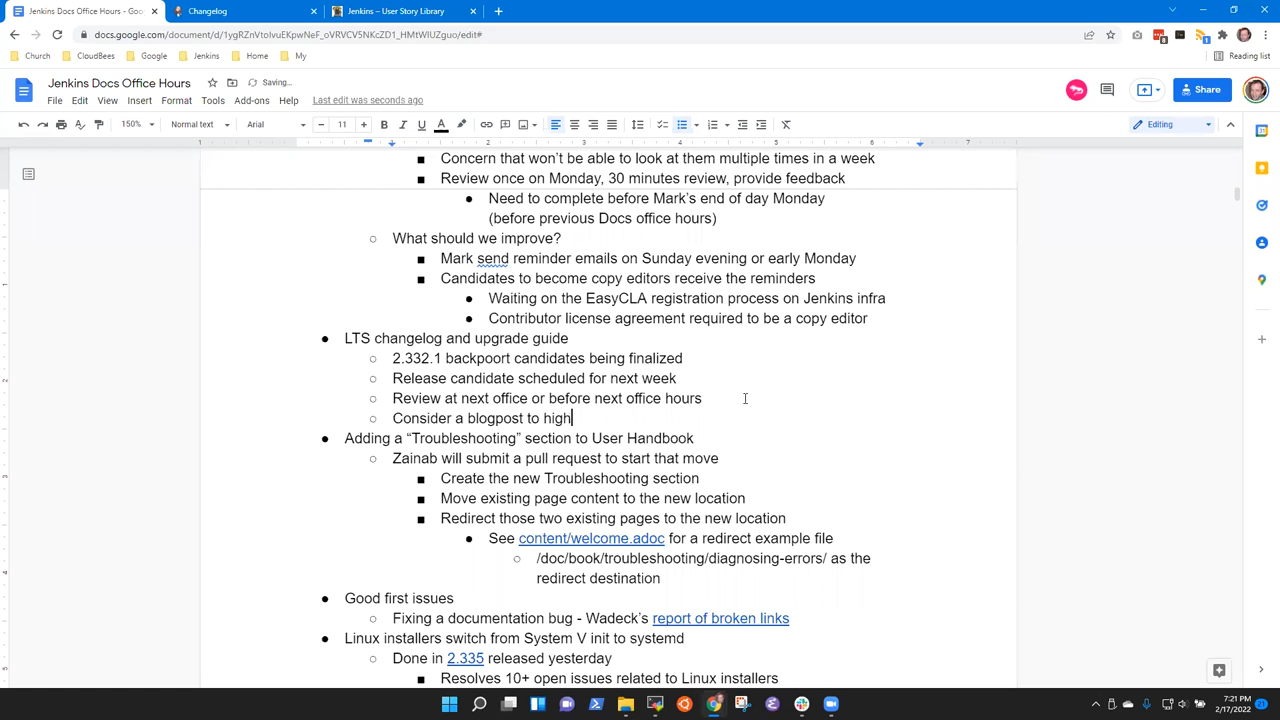 Jenkins Docs Office Hours - Goo
Changelog
Jenkins – User Story Library
docs.google.com/document/d/1ygRZnVtoIvuEKpwNeF_oVRVCV5NKcZD1_HMtWlUZguo/edit#
Church
CloudBees
Google
Jenkins
Home
My
Reading list
Jenkins Docs Office Hours
Saving...
File Edit View Insert Format Tools Add-ons Help Last edit was seconds ago
Share
150% Normal text Arial 11
Editing
1 1 2 3 4 5 6 7
■ Concern that won't be able to look at them multiple times in a week
■ Review once on Monday, 30 minutes review, provide feedback
● Need to complete before Mark's end of day Monday
(before previous Docs office hours)
○ What should we improve?
■ Mark send reminder emails on Sunday evening or early Monday
■ Candidates to become copy editors receive the reminders
● Waiting on the EasyCLA registration process on Jenkins infra
● Contributor license agreement required to be a copy editor
● LTS changelog and upgrade guide
○ 2.332.1 backpoort candidates being finalized
○ Release candidate scheduled for next week
○ Review at next office or before next office hours
○ Consider a blogpost to high
● Adding a “Troubleshooting” section to User Handbook
○ Zainab will submit a pull request to start that move
■ Create the new Troubleshooting section
■ Move existing page content to the new location
■ Redirect those two existing pages to the new location
● See content/welcome.adoc for a redirect example file
○ /doc/book/troubleshooting/diagnosing-errors/ as the
redirect destination
● Good first issues
○ Fixing a documentation bug - Wadeck's report of broken links
● Linux installers switch from System V init to systemd
○ Done in 2.335 released yesterday
■ Resolves 10+ open issues related to Linux installers
7:21 PM
2/17/2022